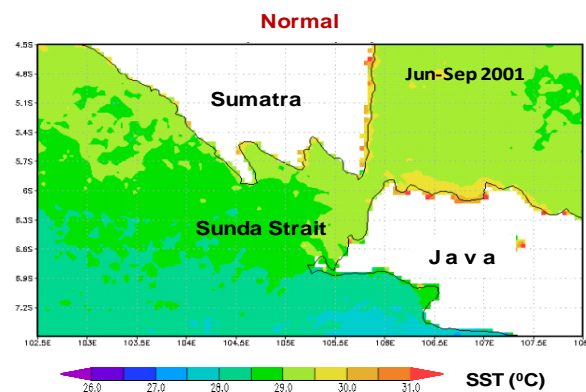 Normal
Jun-Sep 2001
Sumatra
Sunda Strait
Java
4.5S
4.8S
5.1S
5.4S
5.7S
6S
6.3S
6.6S
6.9S
7.2S
102.5E
103E
103.5E
104E
104.5E
105E
105.5E
106E
106.5E
107E
107.5E
108
26.0
27.0
28.0
29.0
30.0
31.0
SST (⁰C)